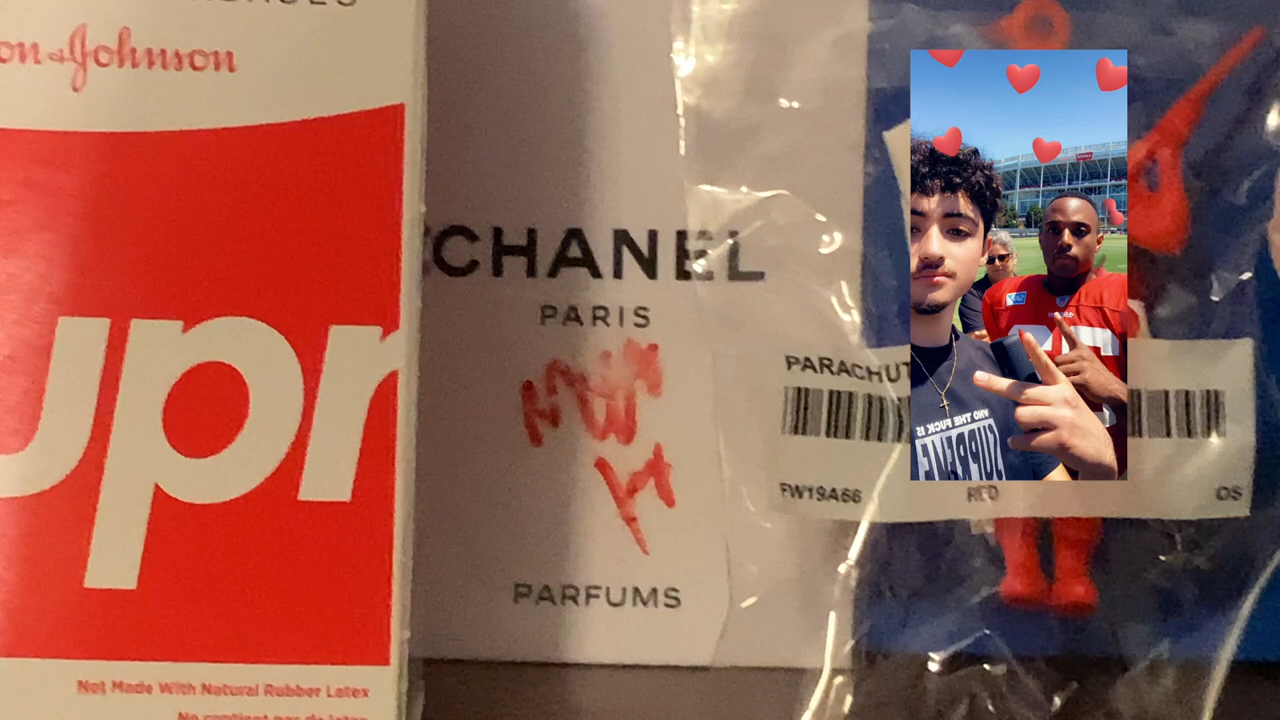 on & Johnson
upr
Not Made With Natural Rubber Latex
CHANEL
PARIS
PARFUMS
PARACHUT
FW19A66
RED
OS
WHO THE FUCK IS
SUPREME